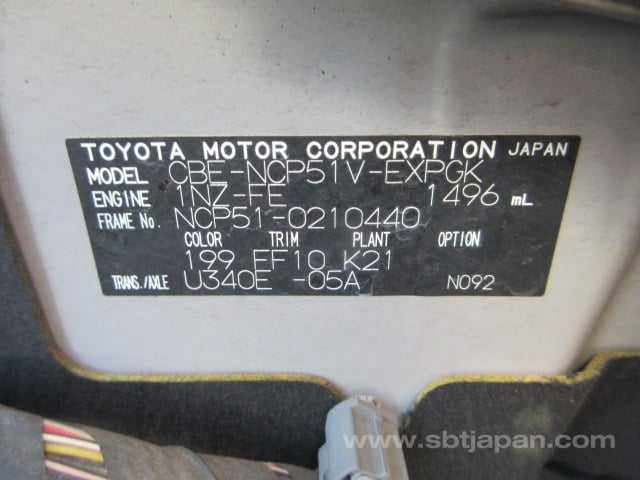 TOYOTA MOTOR CORPORATION JAPAN
MODEL CBE-NCP51V-EXPGK
ENGINE 1NZ-FE 1496 mL
FRAME No. NCP51-0210440
COLOR TRIM PLANT OPTION
199 EF10 K21
TRANS./AXLE U340E -05A N092
www.sbtjapan.com